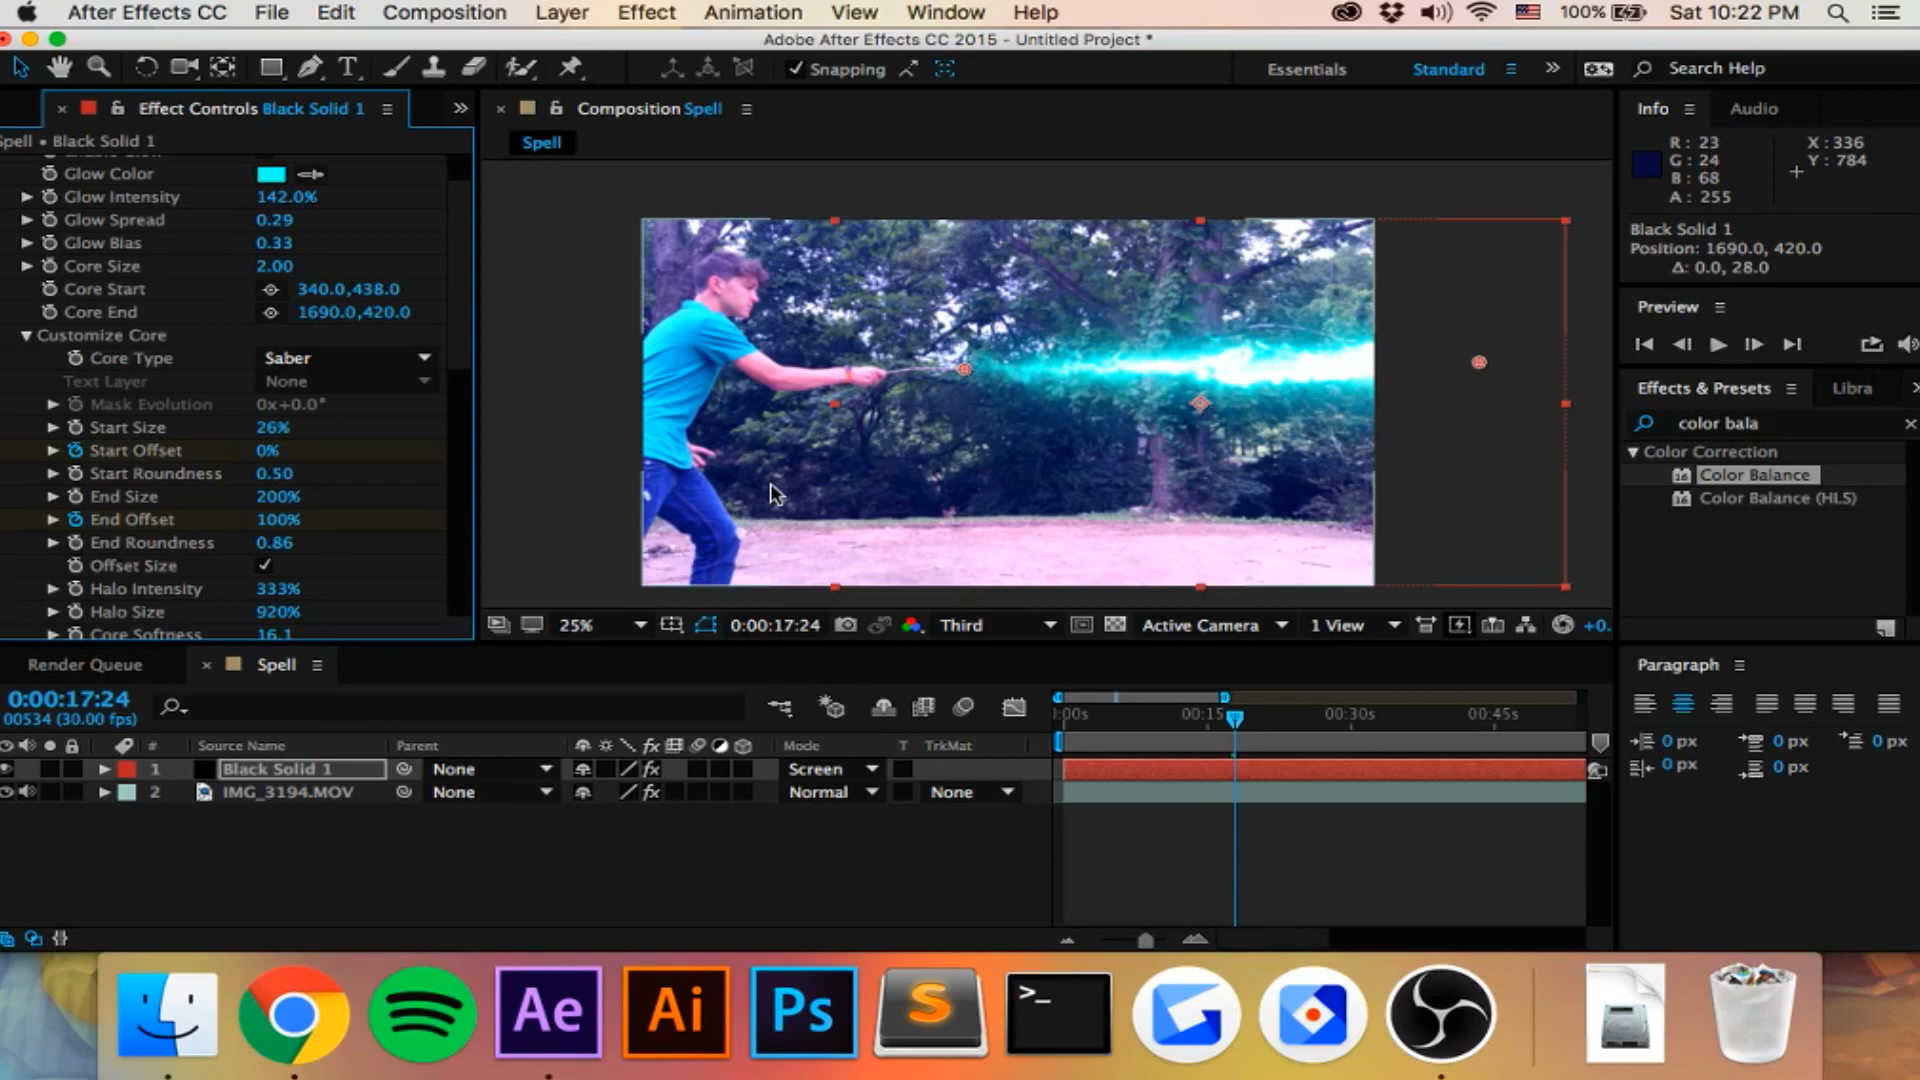 After Effects CC File Edit Composition Layer Effect Animation View Window Help 100% Sat 10:22 PM
Adobe After Effects CC 2015 - Untitled Project *
Snapping Essentials Standard Search Help
Effect Controls Black Solid 1
Spell • Black Solid 1
Glow Color
Glow Intensity 142.0%
Glow Spread 0.29
Glow Bias 0.33
Core Size 2.00
Core Start 340.0,438.0
Core End 1690.0,420.0
Customize Core
Core Type Saber
Text Layer None
Mask Evolution 0x+0.0°
Start Size 26%
Start Offset 0%
Start Roundness 0.50
End Size 200%
End Offset 100%
End Roundness 0.86
Offset Size
Halo Intensity 333%
Halo Size 920%
Core Softness 16.1
Composition Spell
Spell
25% 0:00:17:24 Third Active Camera 1 View +0.
Info Audio
R: 23 X: 336
G: 24 Y: 784
B: 68
A: 255
Black Solid 1
Position: 1690.0, 420.0
Δ: 0.0, 28.0
Preview
Effects & Presets Libra
color bala
Color Correction
Color Balance
Color Balance (HLS)
Render Queue Spell
0:00:17:24
00534 (30.00 fps)
:00s 00:15 00:30s 00:45s
# Source Name Parent fx Mode T TrkMat
1 Black Solid 1 None fx Screen
2 IMG_3194.MOV None fx Normal None
Paragraph
0 px 0 px 0 px
0 px 0 px
Ae Ai Ps S >_